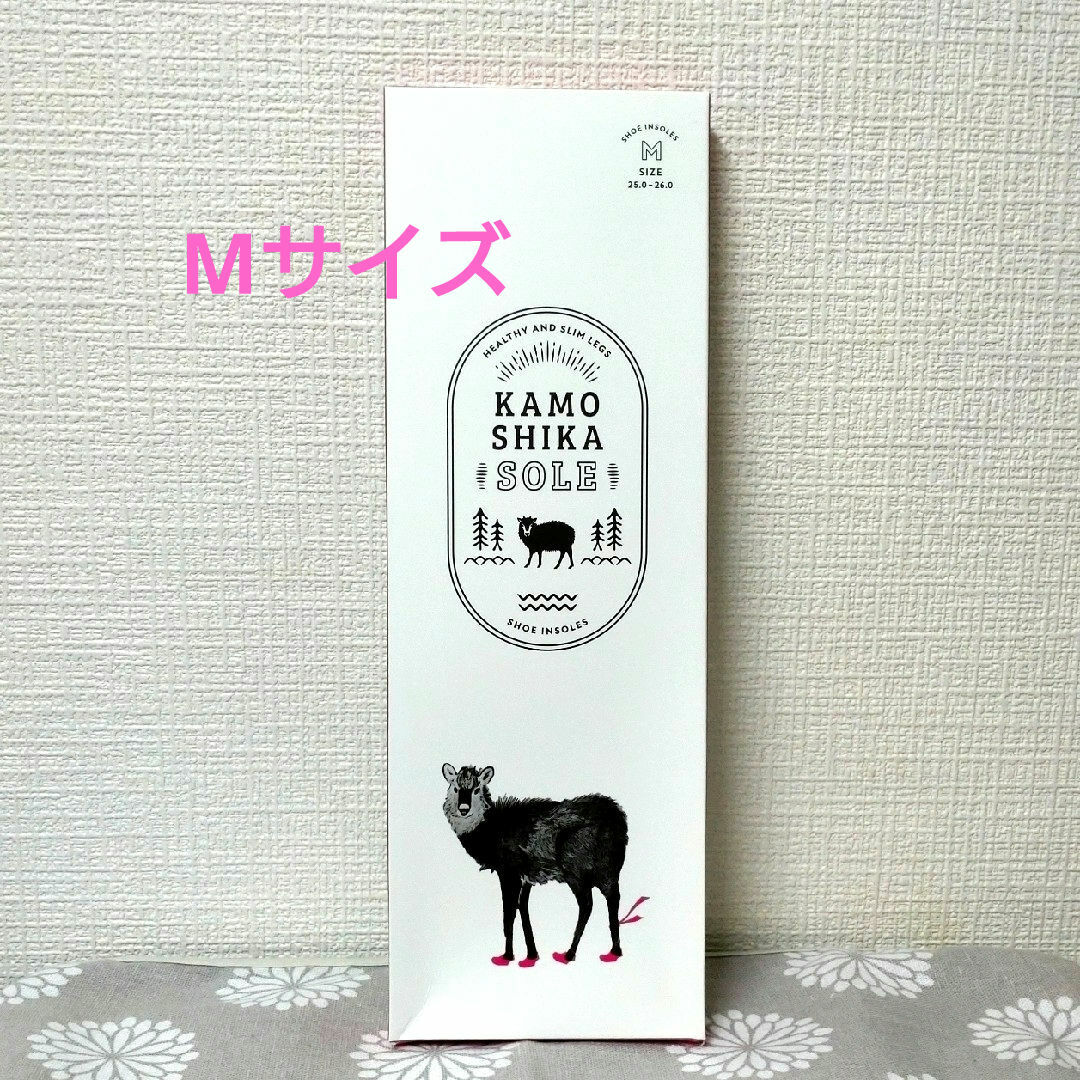 SHOE INSOLES
M
SIZE
25.0-26.0
Mサイズ
HEALTHY AND SLIM LEGS
KAMO
SHIKA
SOLE
SHOE INSOLES